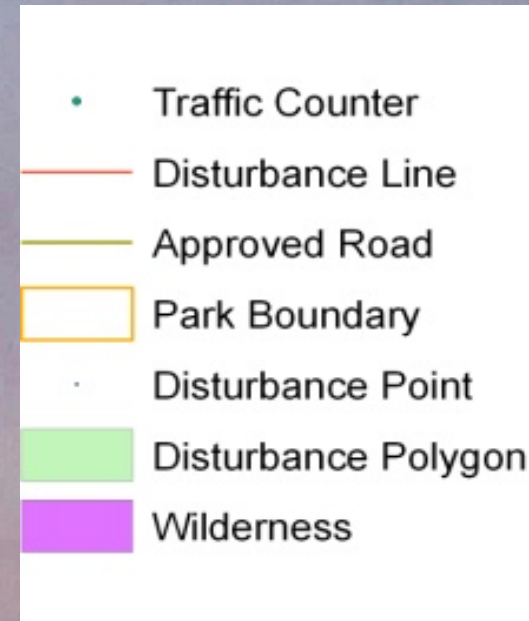 Traffic Counter
Disturbance Line
Approved Road
Park Boundary
Disturbance Point
Disturbance Polygon
Wilderness